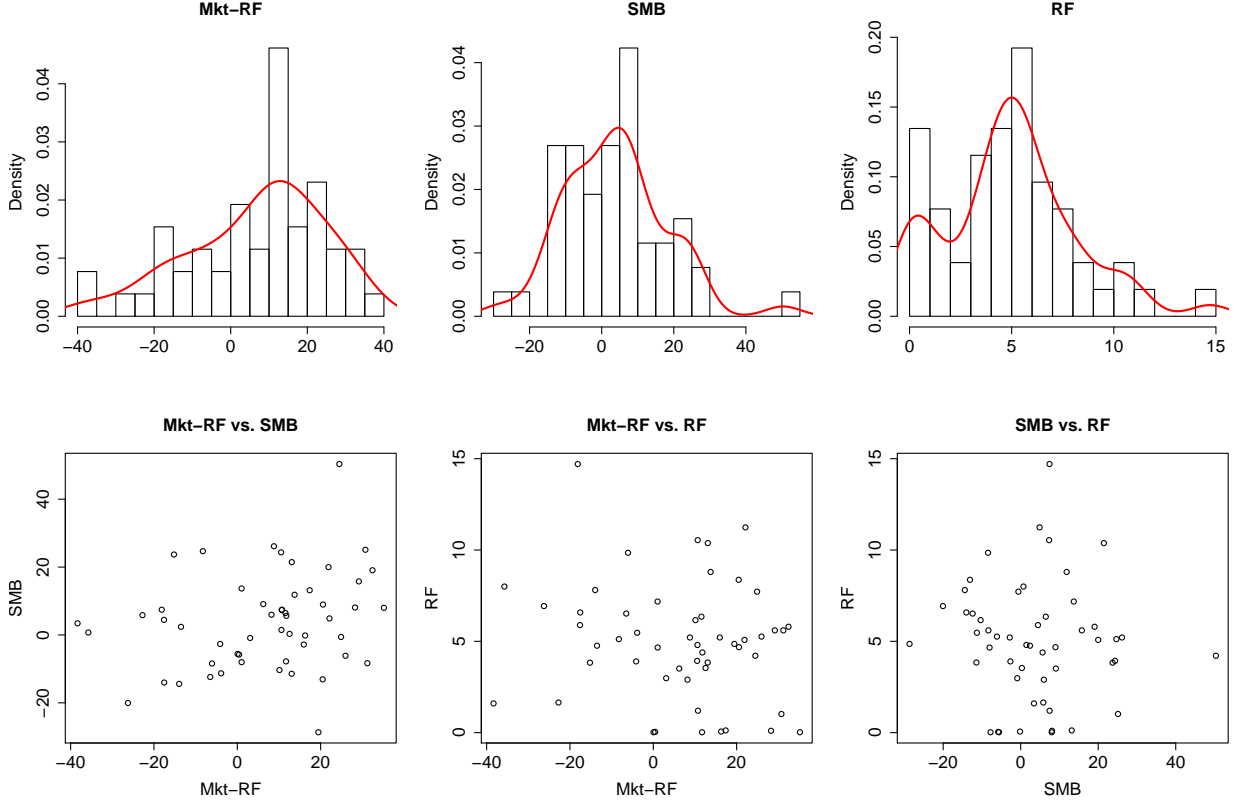 Mkt−RF
SMB
RF
Density
0.00 0.01 0.02 0.03 0.04
−40 −20 0 20 40
Density
0.00 0.01 0.02 0.03 0.04
−20 0 20 40
Density
0.00 0.05 0.10 0.15 0.20
0 5 10 15
Mkt−RF vs. SMB
Mkt−RF vs. RF
SMB vs. RF
SMB
−20 0 20 40
−40 −20 0 20
Mkt−RF
RF
0 5 10 15
−40 −20 0 20
Mkt−RF
RF
0 5 10 15
−20 0 20 40
SMB